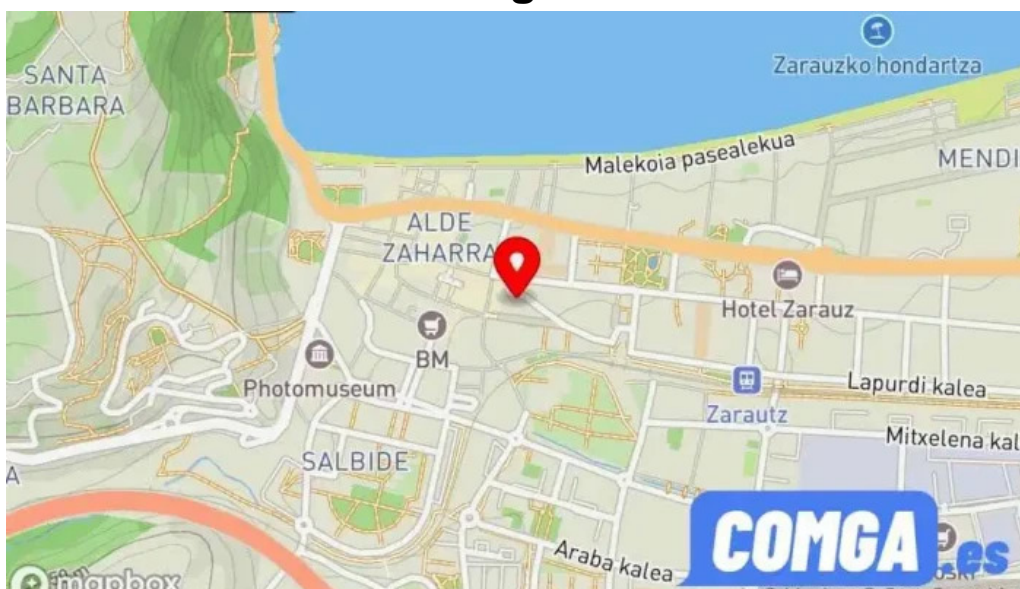 SANTA
BARBARA
Zarauzko hondartza
Malekoia pasealekua
MENDI
ALDE
ZAHARRA
Hotel Zarauz
BM
Photomuseum
Lapurdi kalea
Zarautz
Mitxelena kal
SALBIDE
A
Araba kalea
COMGA.es
mapbox